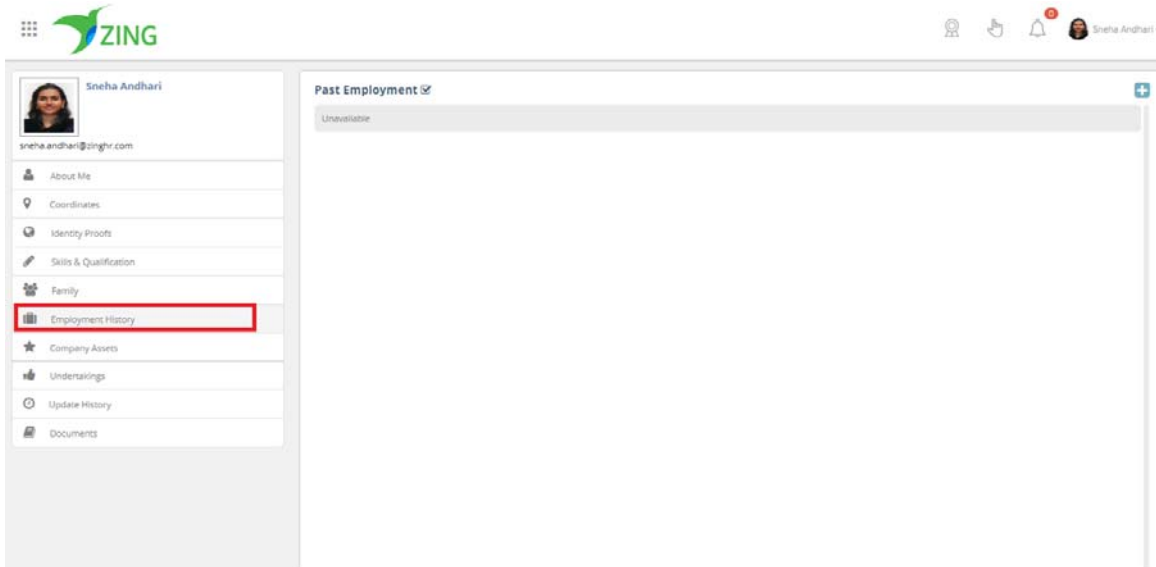 ZING
0
Sneha Andhari
Sneha Andhari
sneha.andhari@zinghr.com
About Me
Coordinates
Identity Proofs
Skills & Qualification
Family
Employment History
Company Assets
Undertakings
Update History
Documents
Past Employment
Unavailable